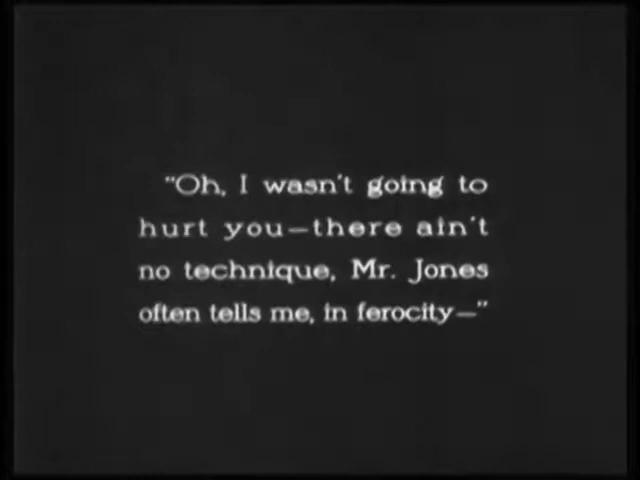 "Oh, I wasn't going to
hurt you—there ain't
no technique, Mr. Jones
often tells me, in ferocity—"